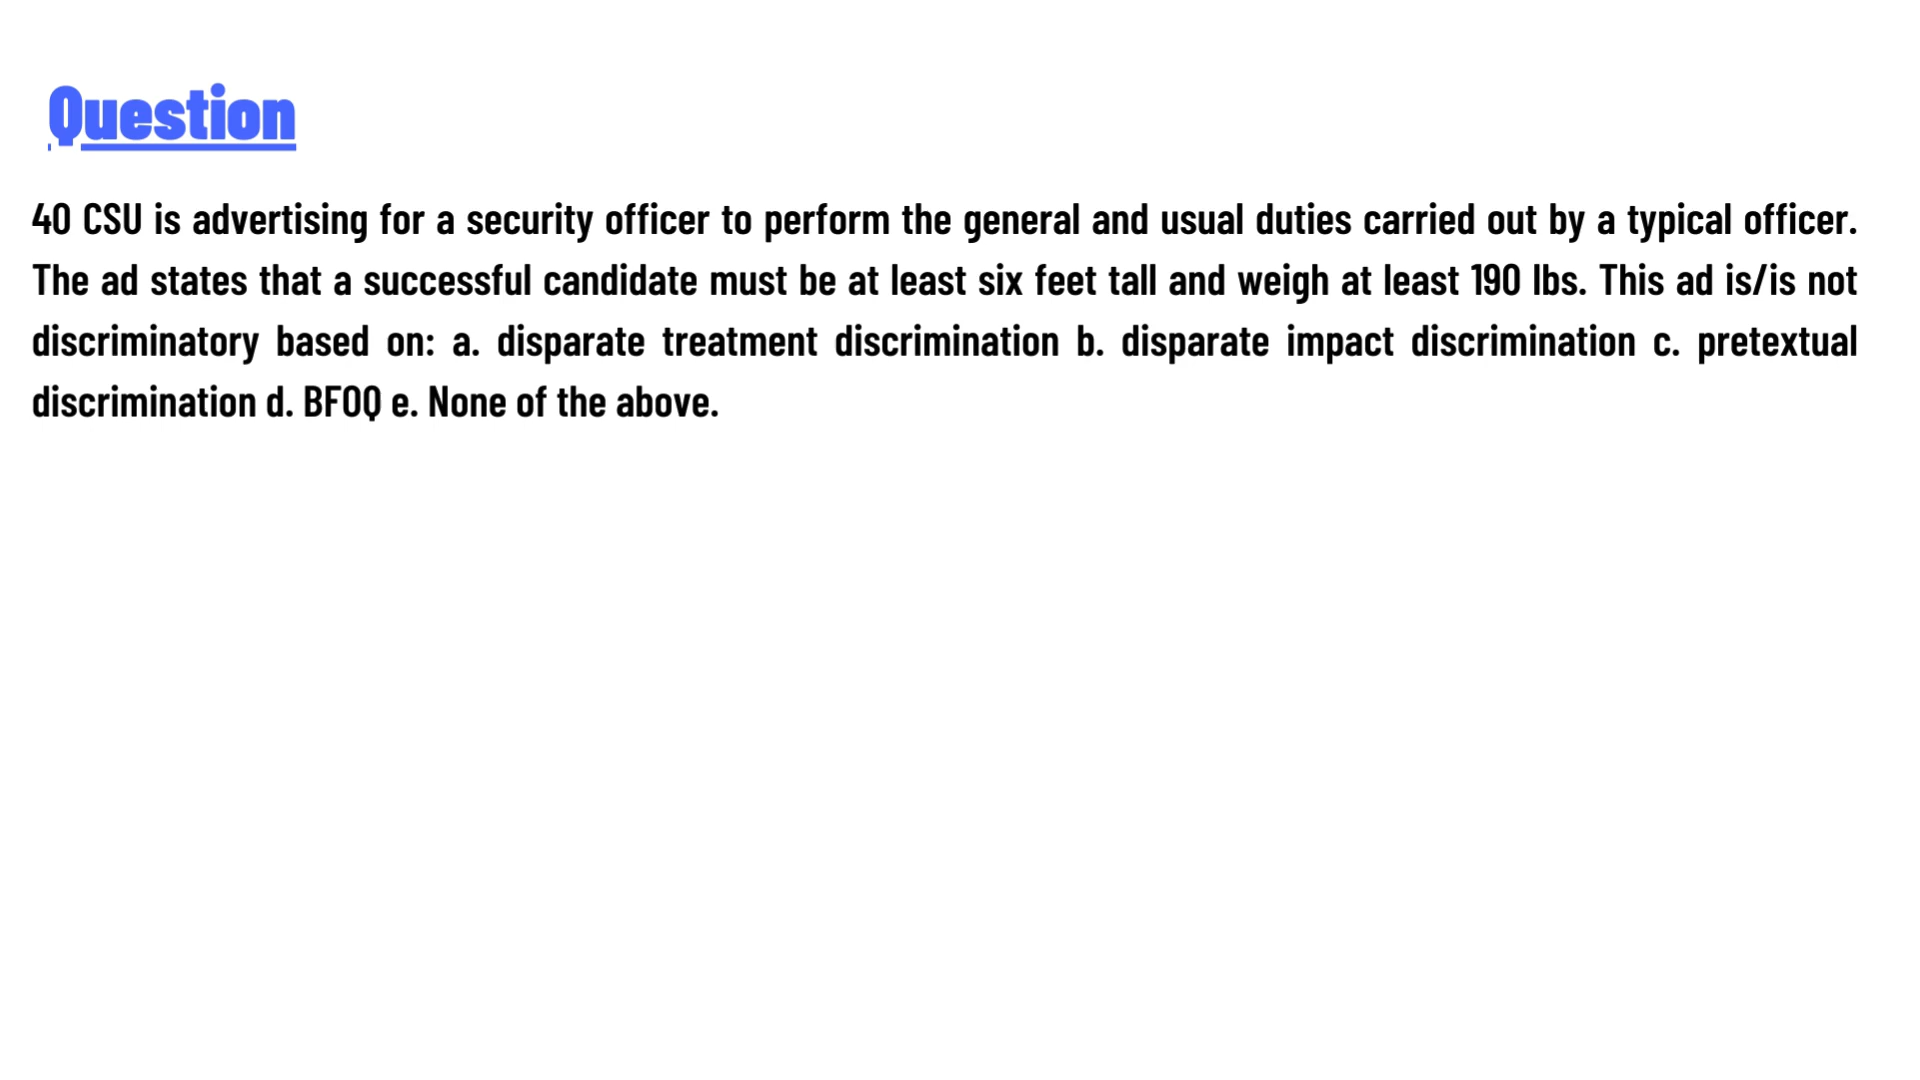 Question
40 CSU is advertising for a security officer to perform the general and usual duties carried out by a typical officer.
The ad states that a successful candidate must be at least six feet tall and weigh at least 190 lbs. This ad is/is not
discriminatory based on: a. disparate treatment discrimination b. disparate impact discrimination c. pretextual
discrimination d. BFOQ e. None of the above.